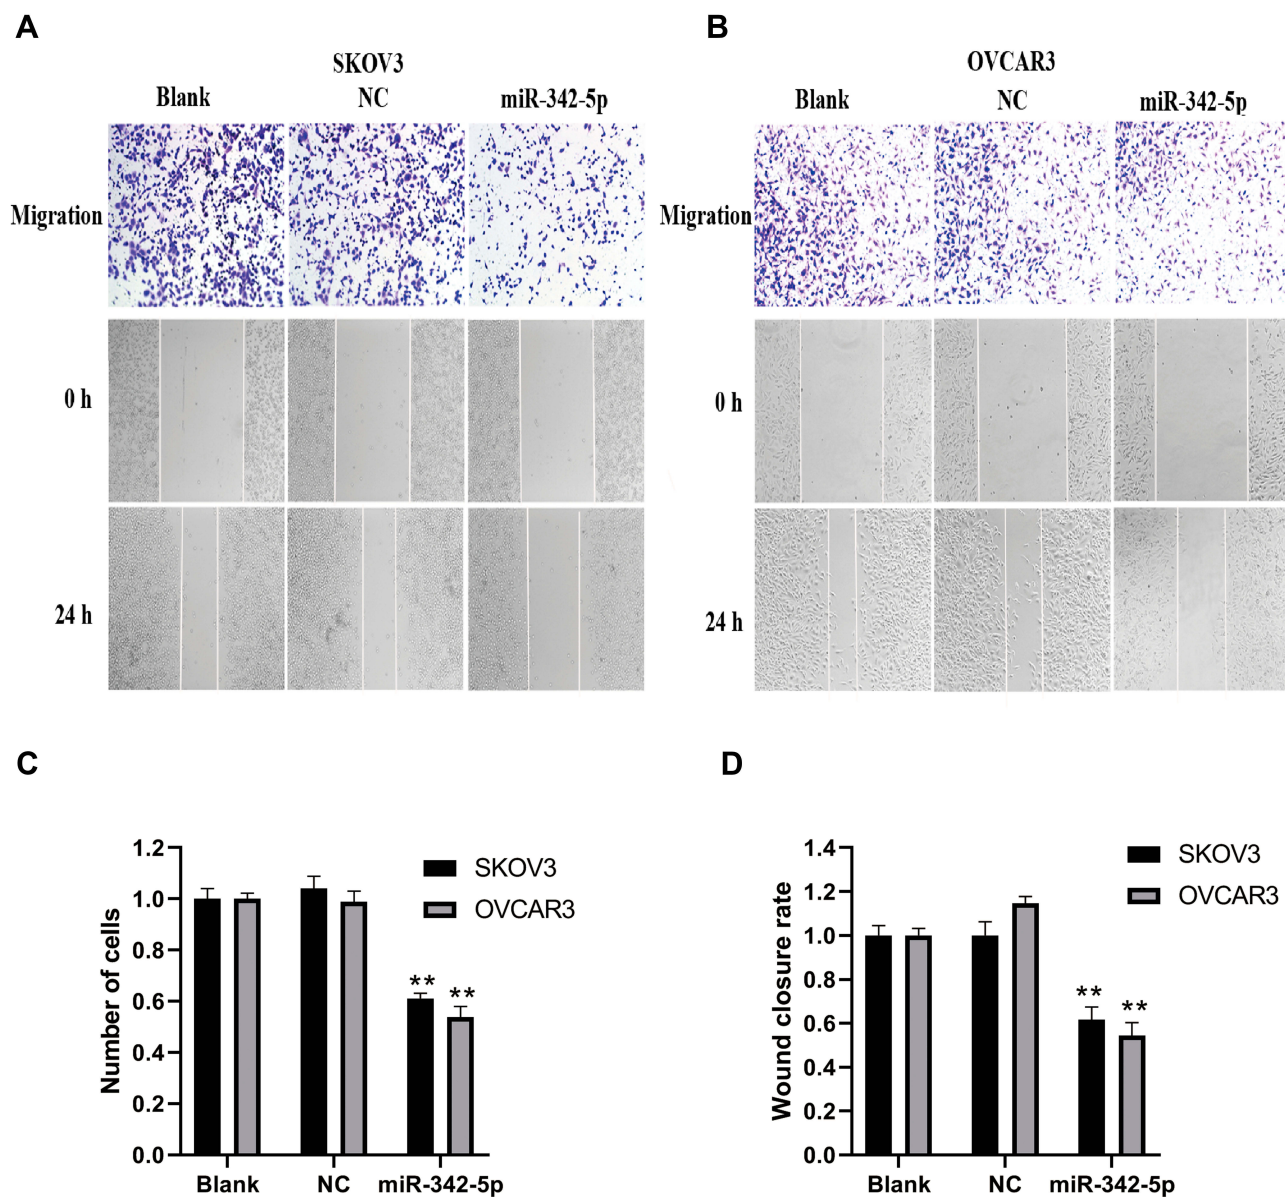 A
B
SKOV3
Blank NC miR-342-5p
OVCAR3
Blank NC miR-342-5p
Migration
Migration
0 h
0 h
24 h
24 h
C
D
1.2
1.0
0.8
0.6
0.4
0.2
0.0
Number of cells
SKOV3
OVCAR3
**
**
Blank NC miR-342-5p
1.4
1.2
1.0
0.8
0.6
0.4
0.2
0.0
Wound closure rate
SKOV3
OVCAR3
**
**
Blank NC miR-342-5p